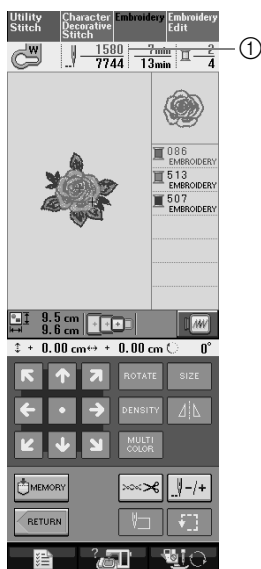 Utility Stitch
Character Decorative Stitch
Embroidery
Embroidery Edit
W
1580
7744
7min
13min
2
4
①
086
EMBROIDERY
513
EMBROIDERY
507
EMBROIDERY
9.5 cm
9.6 cm
+ 0.00 cm
+ 0.00 cm
0°
ROTATE
SIZE
DENSITY
MULTI COLOR
MEMORY
-/+
RETURN
?